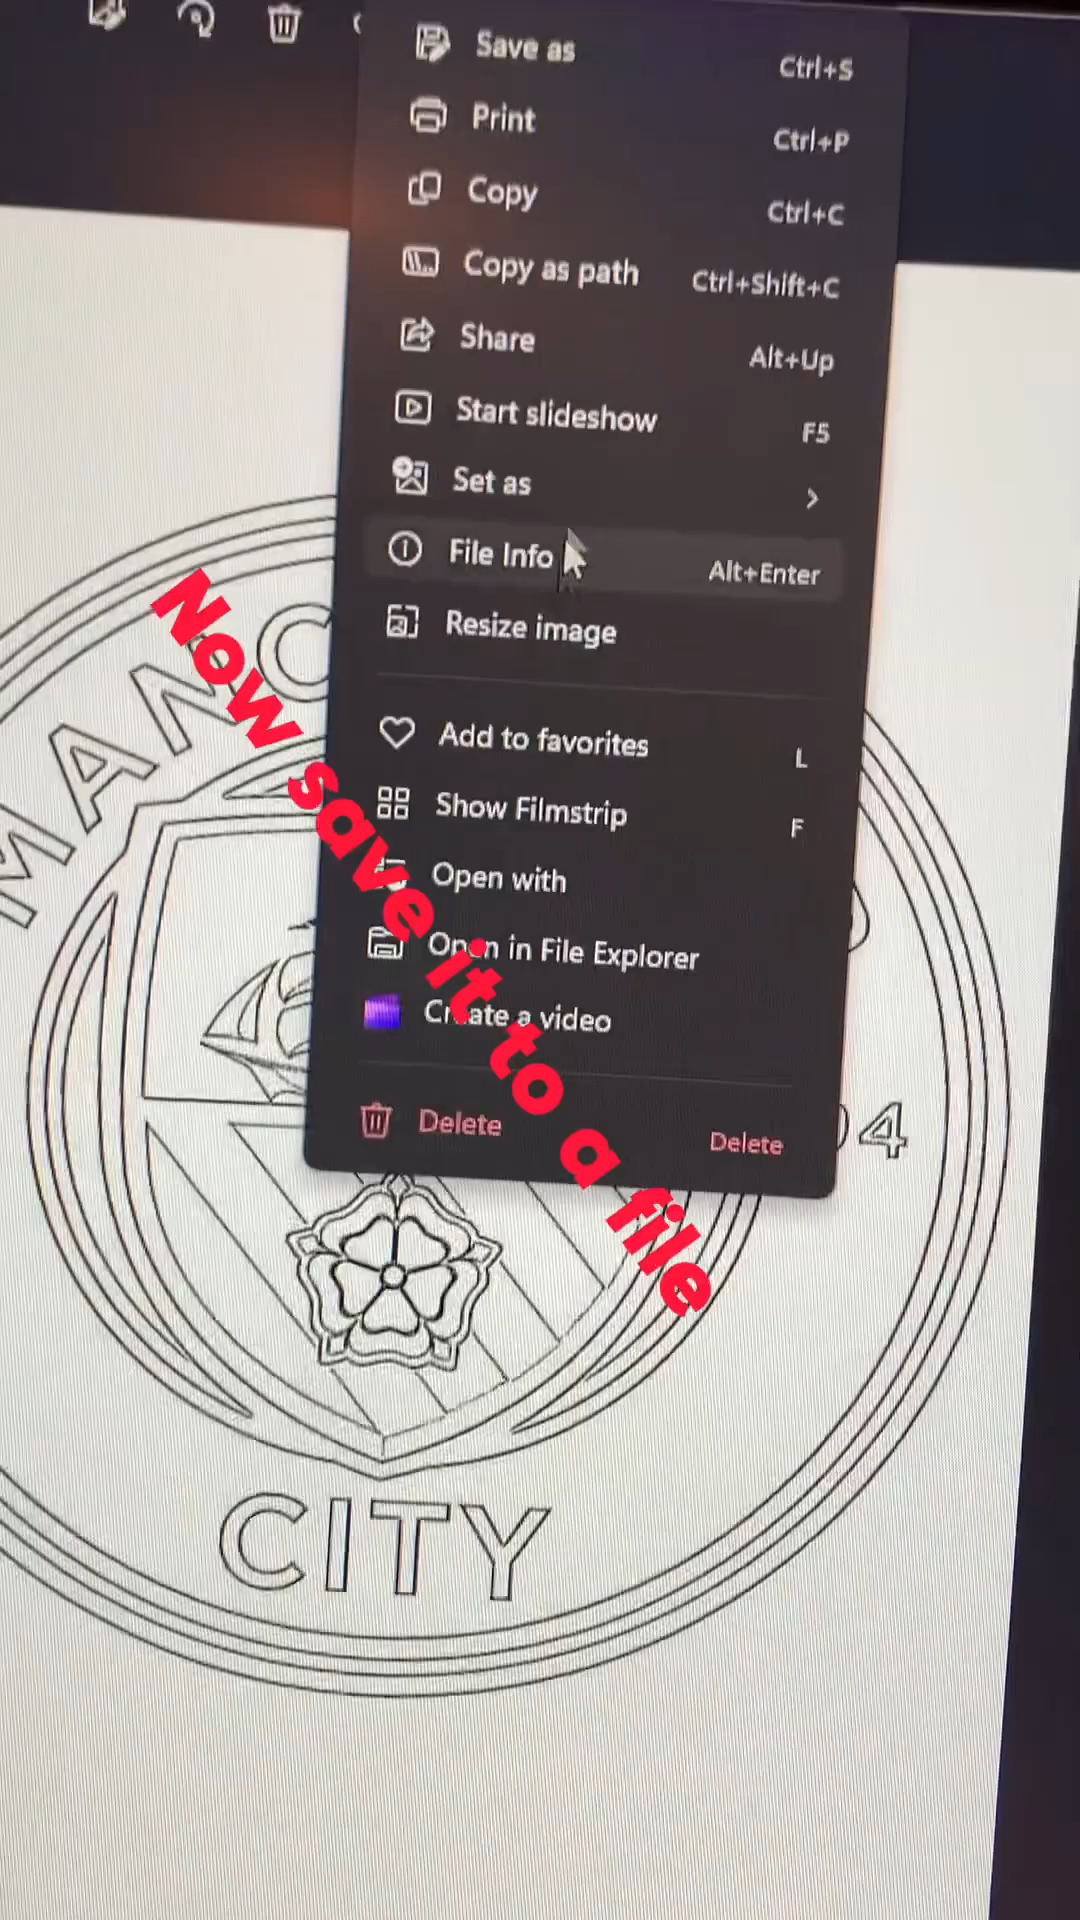 Save as Ctrl+S
Print Ctrl+P
Copy Ctrl+C
Copy as path Ctrl+Shift+C
Share Alt+Up
Start slideshow F5
Set as
File Info Alt+Enter
Resize image
Add to favorites L
Show Filmstrip F
Open with
Open in File Explorer
Create a video
Delete Delete
Now save it to a file
MANC
94
CITY